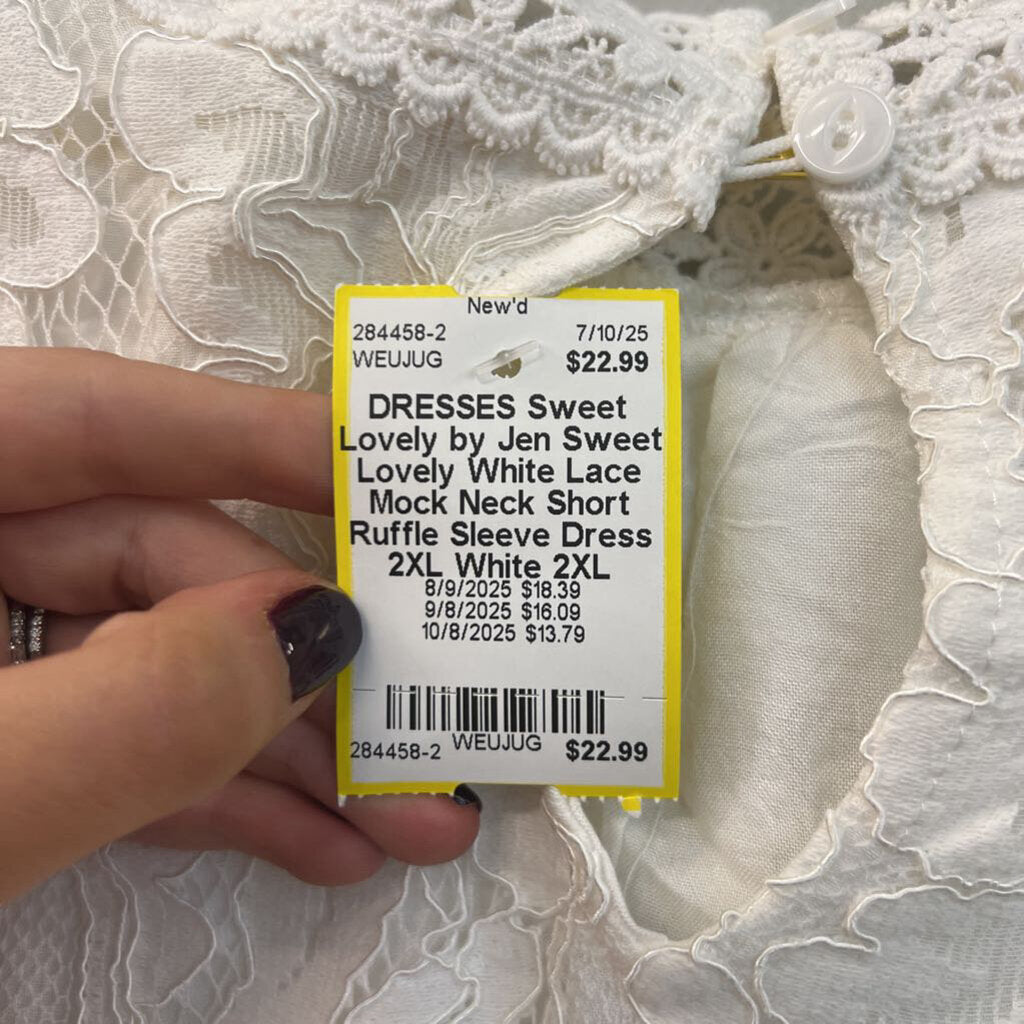 New'd
284458-2 7/10/25
WEUJUG $22.99
DRESSES Sweet
Lovely by Jen Sweet
Lovely White Lace
Mock Neck Short
Ruffle Sleeve Dress
2XL White 2XL
8/9/2025 $18.39
9/8/2025 $16.09
10/8/2025 $13.79
284458-2 WEUJUG $22.99